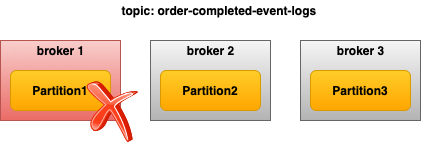 topic: order-completed-event-logs
broker 1
broker 2
broker 3
Partition1
Partition2
Partition3